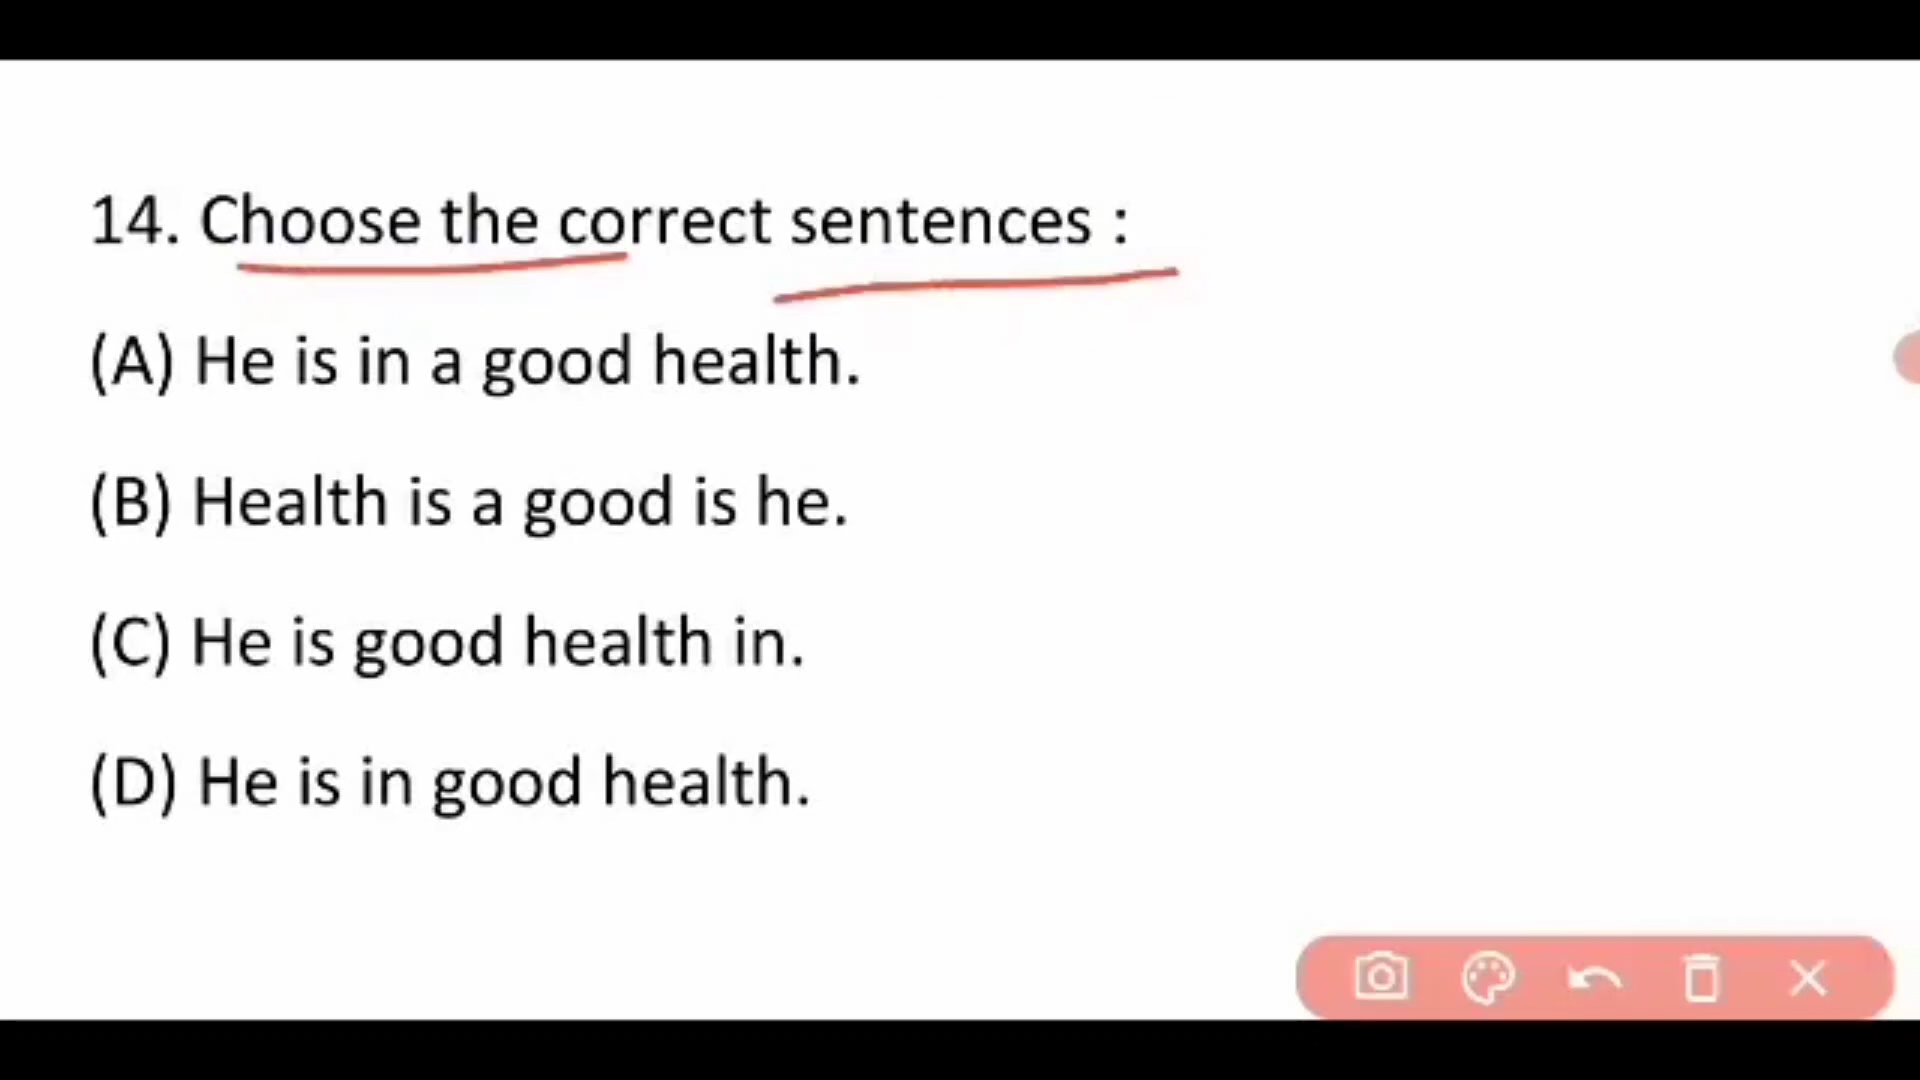 14. Choose the correct sentences :
(A) He is in a good health.
(B) Health is a good is he.
(C) He is good health in.
(D) He is in good health.